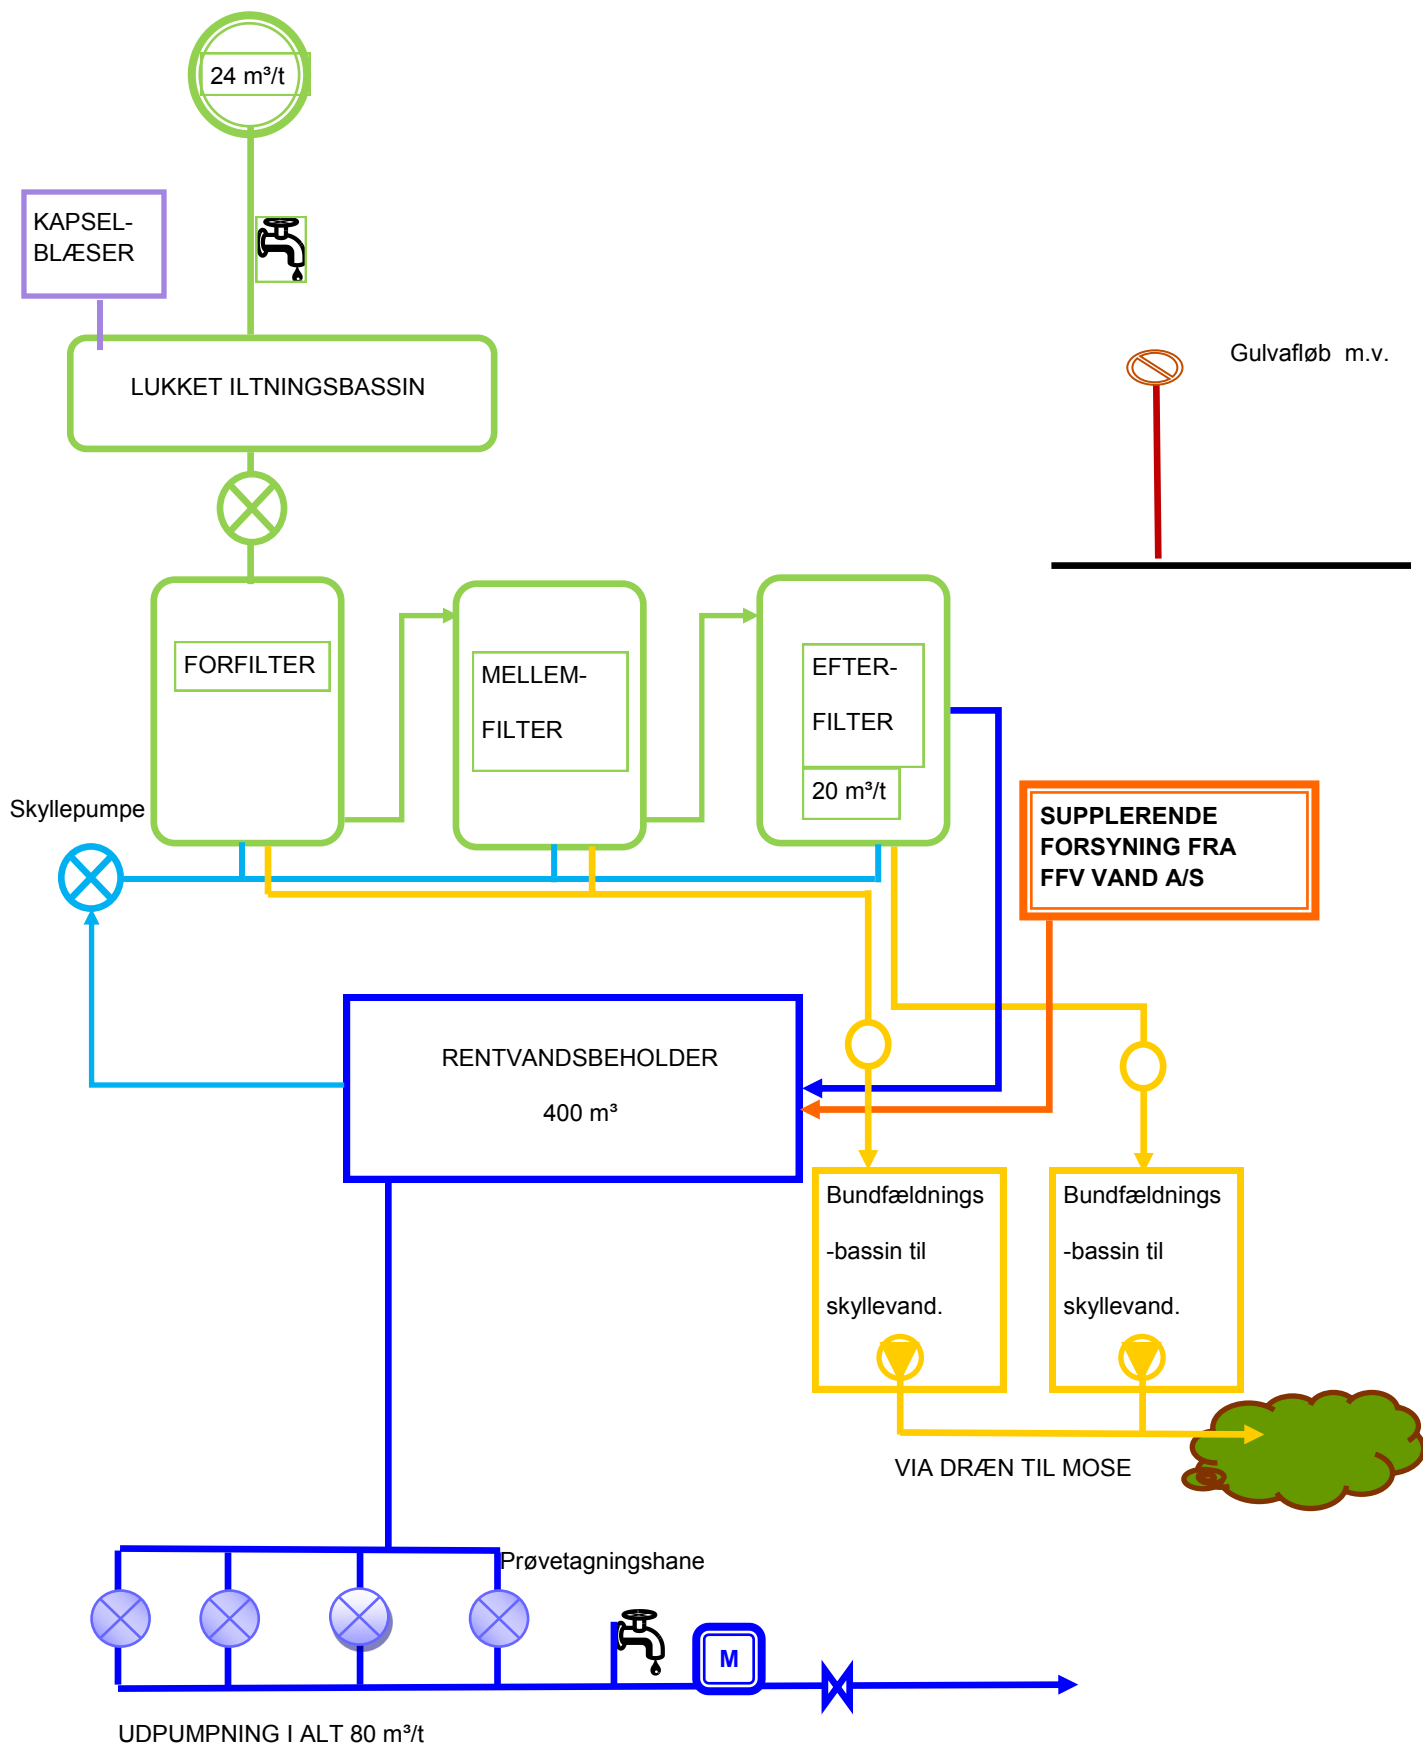 24 m³/t
KAPSEL-
BLÆSER
LUKKET ILTNINGSBASSIN
Gulvafløb m.v.
FORFILTER
MELLEM-
FILTER
EFTER-
FILTER
20 m³/t
Skyllepumpe
SUPPLERENDE
FORSYNING FRA
FFV VAND A/S
RENTVANDSBEHOLDER
400 m³
Bundfældnings
-bassin til
skyllevand.
Bundfældnings
-bassin til
skyllevand.
VIA DRÆN TIL MOSE
Prøvetagningshane
M
UDPUMPNING I ALT 80 m³/t